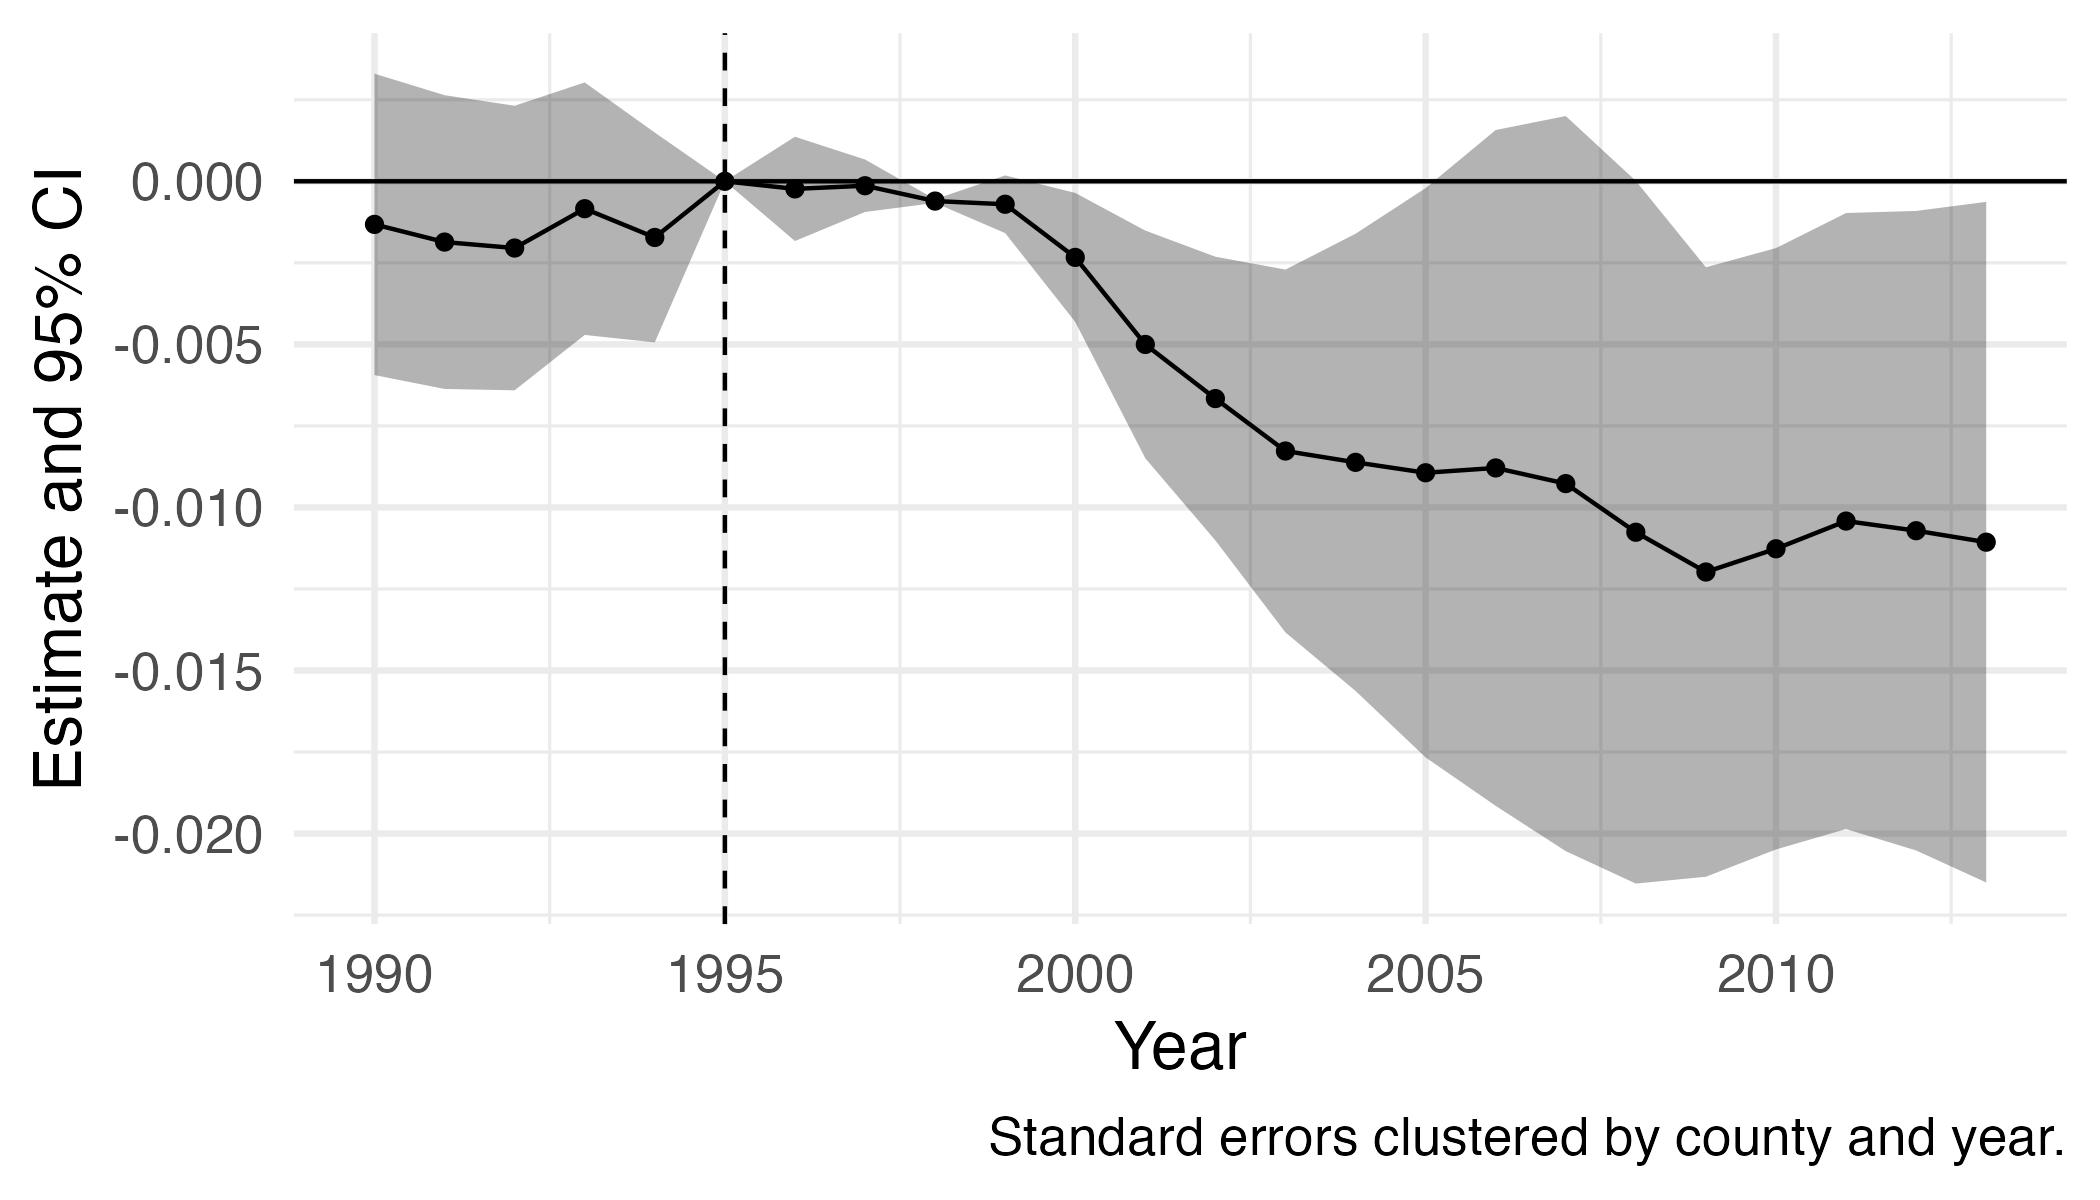 Estimate and 95% CI
0.000
-0.005
-0.010
-0.015
-0.020
1990 1995 2000 2005 2010
Year
Standard errors clustered by county and year.